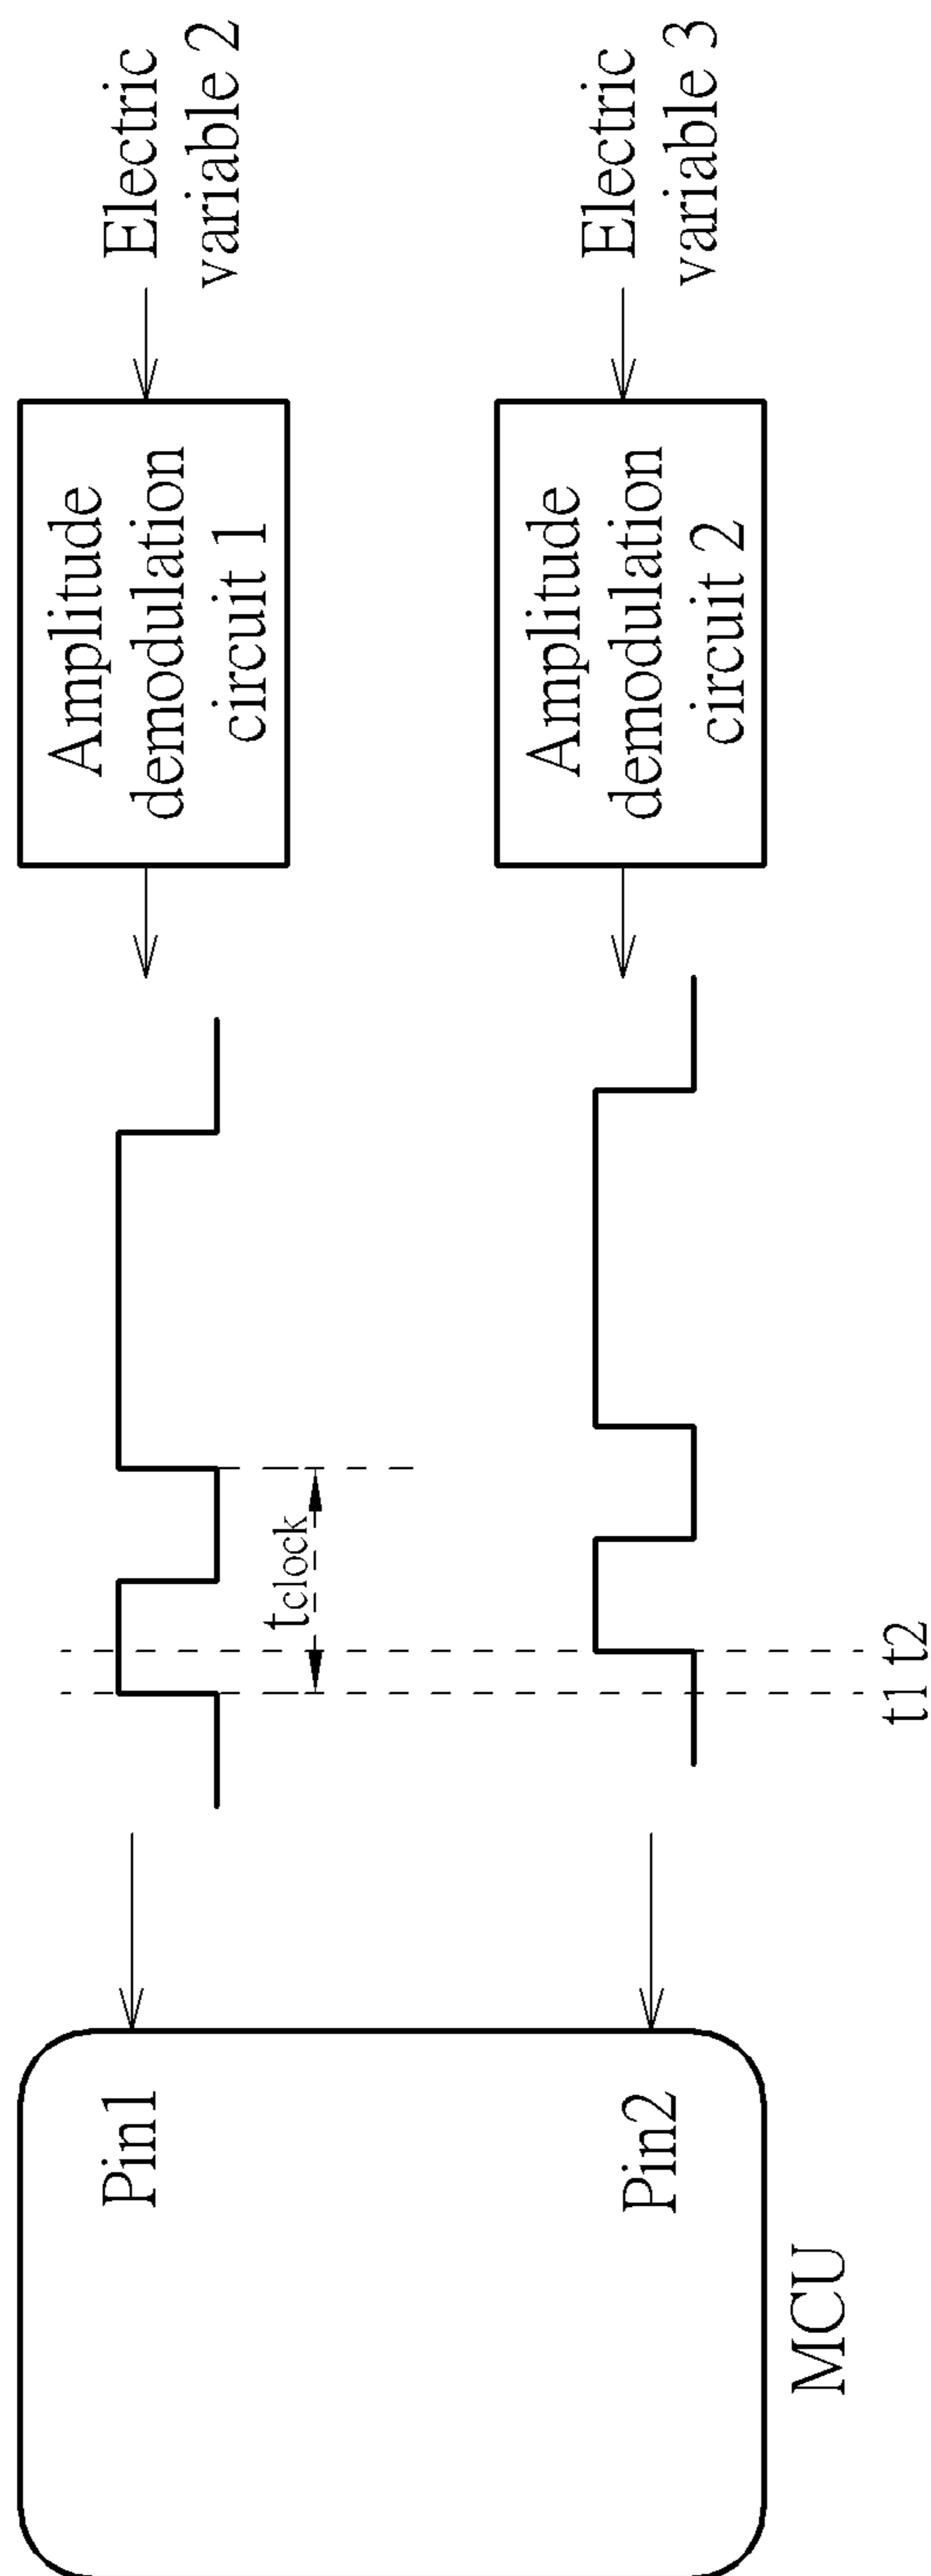 Pin1
Pin2
MCU
tclock
t1 t2
Amplitude
demodulation
circuit 1
Electric
variable 2
Amplitude
demodulation
circuit 2
Electric
variable 3